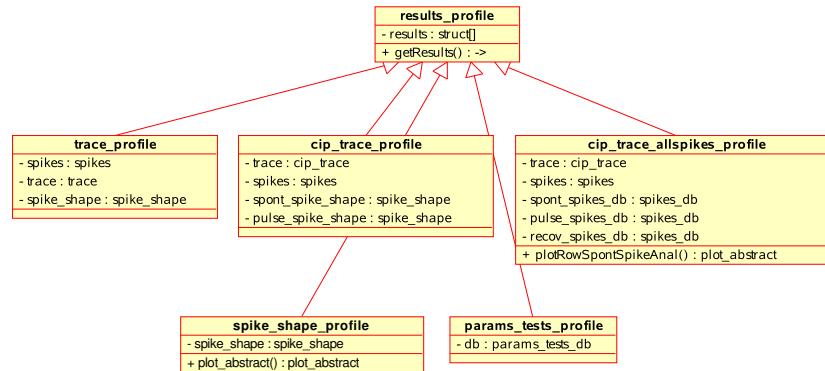 results_profile
- results : struct[]
+ getResults() : ->
trace_profile
- spikes : spikes
- trace : trace
- spike_shape : spike_shape
cip_trace_profile
- trace : cip_trace
- spikes : spikes
- spont_spike_shape : spike_shape
- pulse_spike_shape : spike_shape
cip_trace_allspikes_profile
- trace : cip_trace
- spikes : spikes
- spont_spikes_db : spikes_db
- pulse_spikes_db : spikes_db
- recov_spikes_db : spikes_db
+ plotRowSpontSpikeAnal() : plot_abstract
spike_shape_profile
- spike_shape : spike_shape
+ plot_abstract() : plot_abstract
params_tests_profile
- db : params_tests_db